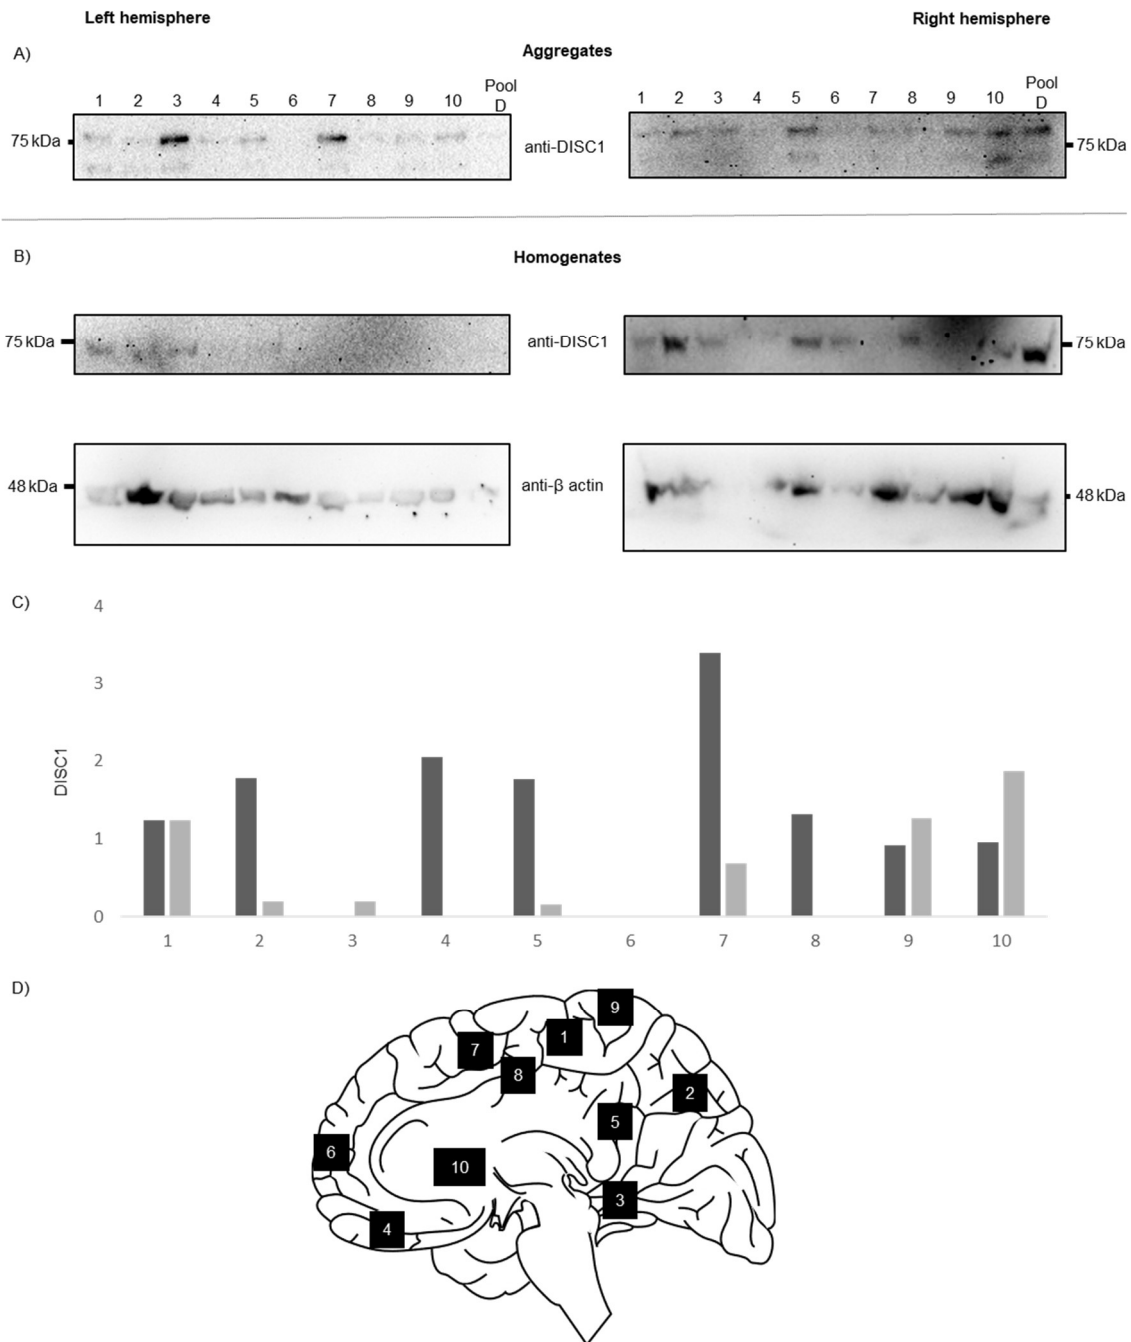 Left hemisphere
Right hemisphere
A)
Aggregates
1 2 3 4 5 6 7 8 9 10 Pool D
1 2 3 4 5 6 7 8 9 10 Pool D
75 kDa
anti-DISC1
75 kDa
B)
Homogenates
75 kDa
anti-DISC1
75 kDa
48 kDa
anti-β actin
48 kDa
C)
4
3
2
1
0
DISC1
1 2 3 4 5 6 7 8 9 10
D)
9
1
7
8
2
5
6
10
3
4